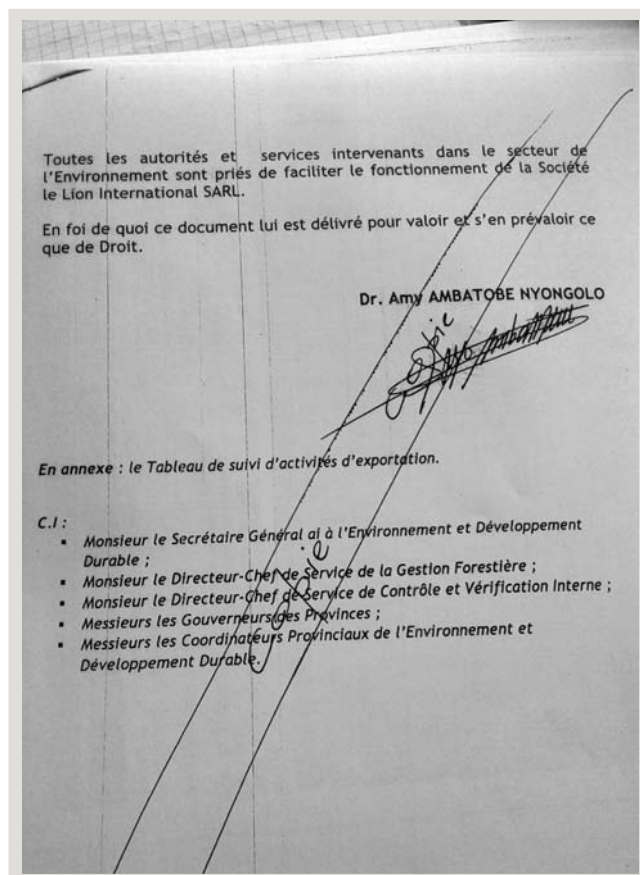 Toutes les autorités et services intervenants dans le secteur de
l'Environnement sont priés de faciliter le fonctionnement de la Société
le Lion International SARL.
En foi de quoi ce document lui est délivré pour valoir et s'en prévaloir ce
que de Droit.
Dr. Amy AMBATOBE NYONGOLO
Copie
En annexe : le Tableau de suivi d'activités d'exportation.
C.I :
▪ Monsieur le Secrétaire Général ai à l'Environnement et Développement
Durable ;
▪ Monsieur le Directeur-Chef de Service de la Gestion Forestière ;
▪ Monsieur le Directeur-Chef de Service de Contrôle et Vérification Interne ;
▪ Messieurs les Gouverneurs des Provinces ;
▪ Messieurs les Coordinateurs Provinciaux de l'Environnement et
Développement Durable.
Copie